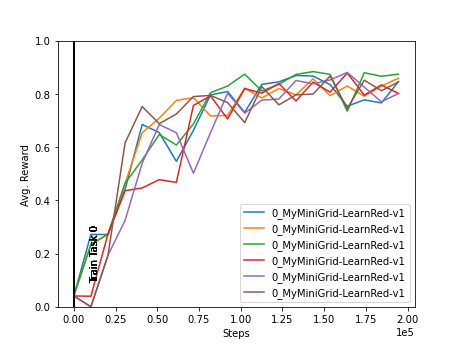 1.0
0.8
0.6
0.4
0.2
0.0
Avg. Reward
Train Task 0
0_MyMiniGrid-LearnRed-v1
0_MyMiniGrid-LearnRed-v1
0_MyMiniGrid-LearnRed-v1
0_MyMiniGrid-LearnRed-v1
0_MyMiniGrid-LearnRed-v1
0_MyMiniGrid-LearnRed-v1
0.00 0.25 0.50 0.75 1.00 1.25 1.50 1.75 2.00
1e5
Steps